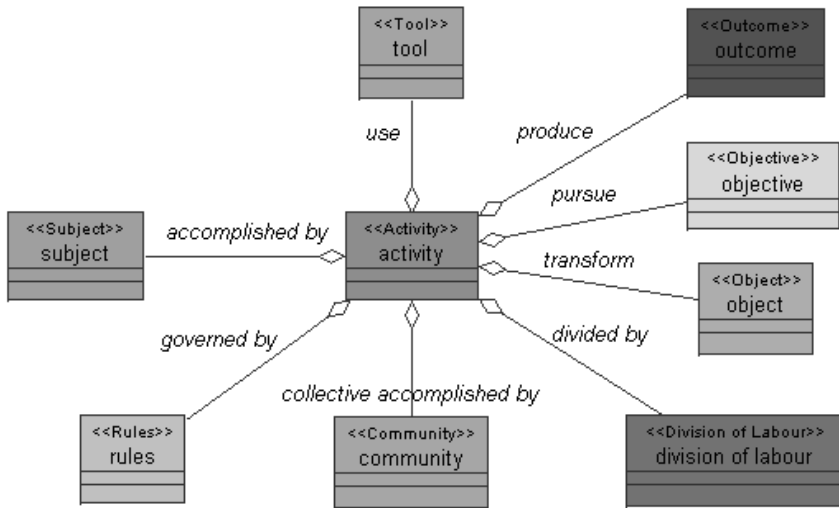 <<Tool>>
tool
<<Outcome>>
outcome
use
produce
<<Objective>>
objective
pursue
<<Subject>>
subject
accomplished by
<<Activity>>
activity
transform
<<Object>>
object
governed by
divided by
collective accomplished by
<<Rules>>
rules
<<Community>>
community
<<Division of Labour>>
division of labour